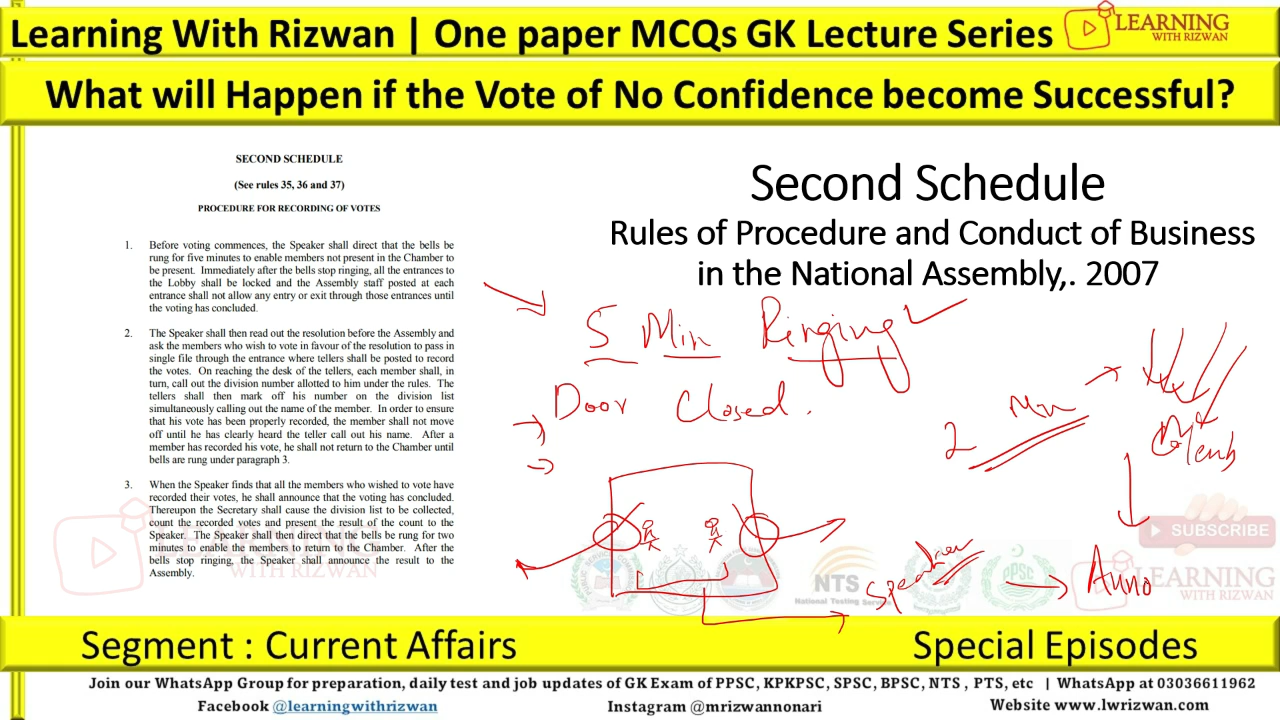 Learning With Rizwan | One paper MCQs GK Lecture Series
LEARNING
WITH RIZWAN
What will Happen if the Vote of No Confidence become Successful?
SECOND SCHEDULE
(See rules 35, 36 and 37)
PROCEDURE FOR RECORDING OF VOTES
1. Before voting commences, the Speaker shall direct that the bells be
rung for five minutes to enable members not present in the Chamber to
be present. Immediately after the bells stop ringing, all the entrances to
the Lobby shall be locked and the Assembly staff posted at each
entrance shall not allow any entry or exit through those entrances until
the voting has concluded.
2. The Speaker shall then read out the resolution before the Assembly and
ask the members who wish to vote in favour of the resolution to pass in
single file through the entrance where tellers shall be posted to record
the votes. On reaching the desk of the tellers, each member shall, in
turn, call out the division number allotted to him under the rules. The
tellers shall then mark off his number on the division list
simultaneously calling out the name of the member. In order to ensure
that his vote has been properly recorded, the member shall not move
off until he has clearly heard the teller call out his name. After a
member has recorded his vote, he shall not return to the Chamber until
bells are rung under paragraph 3.
3. When the Speaker finds that all the members who wished to vote have
recorded their votes, he shall announce that the voting has concluded.
Thereupon the Secretary shall cause the division list to be collected,
count the recorded votes and present the result of the count to the
Speaker. The Speaker shall then direct that the bells be rung for two
minutes to enable the members to return to the Chamber. After the
bells stop ringing, the Speaker shall announce the result to the
Assembly.
Second Schedule
Rules of Procedure and Conduct of Business
in the National Assembly,. 2007
5 Min Ringing
Door Closed.
2 Min
Speaker
Anno
LEARNING
WITH RIZWAN
NTS
National Testing Service
SUBSCRIBE
LEARNING
WITH RIZWAN
Segment : Current Affairs
Special Episodes
Join our WhatsApp Group for preparation, daily test and job updates of GK Exam of PPSC, KPKPSC, SPSC, BPSC, NTS , PTS, etc | WhatsApp at 03036611962
Facebook @learningwithrizwan
Instagram @mrizwannonari
Website www.lwrizwan.com